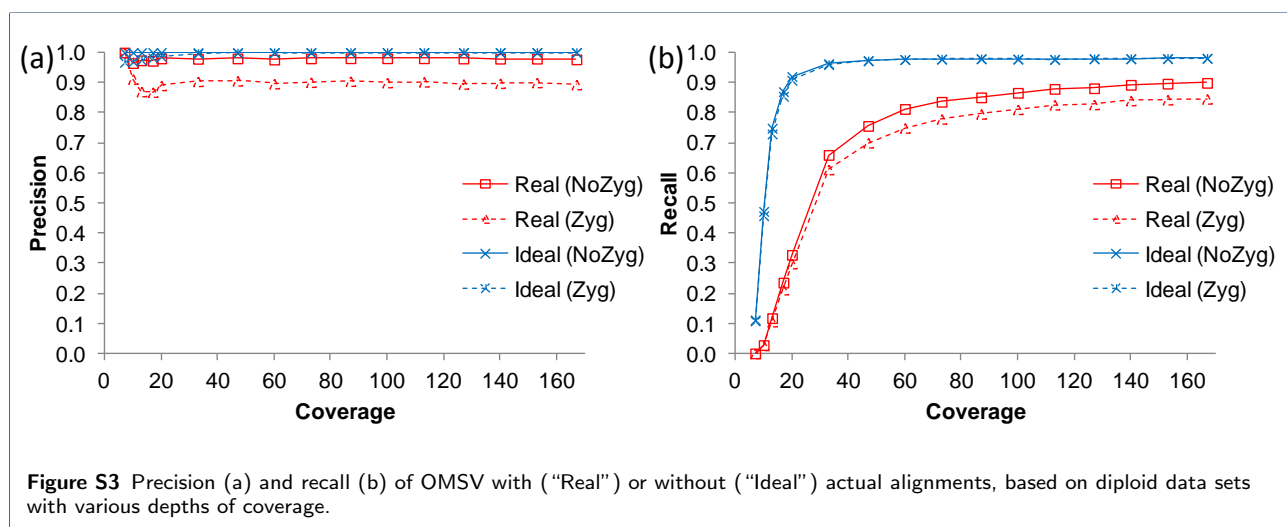 (a)
1.0
0.9
0.8
0.7
0.6
0.5
0.4
0.3
0.2
0.1
0.0
Precision
0 20 40 60 80 100 120 140 160
Coverage
Real (NoZyg)
Real (Zyg)
Ideal (NoZyg)
Ideal (Zyg)
(b)
1.0
0.9
0.8
0.7
0.6
0.5
0.4
0.3
0.2
0.1
0.0
Recall
0 20 40 60 80 100 120 140 160
Coverage
Real (NoZyg)
Real (Zyg)
Ideal (NoZyg)
Ideal (Zyg)
Figure S3 Precision (a) and recall (b) of OMSV with (“Real”) or without (“Ideal”) actual alignments, based on diploid data sets
with various depths of coverage.